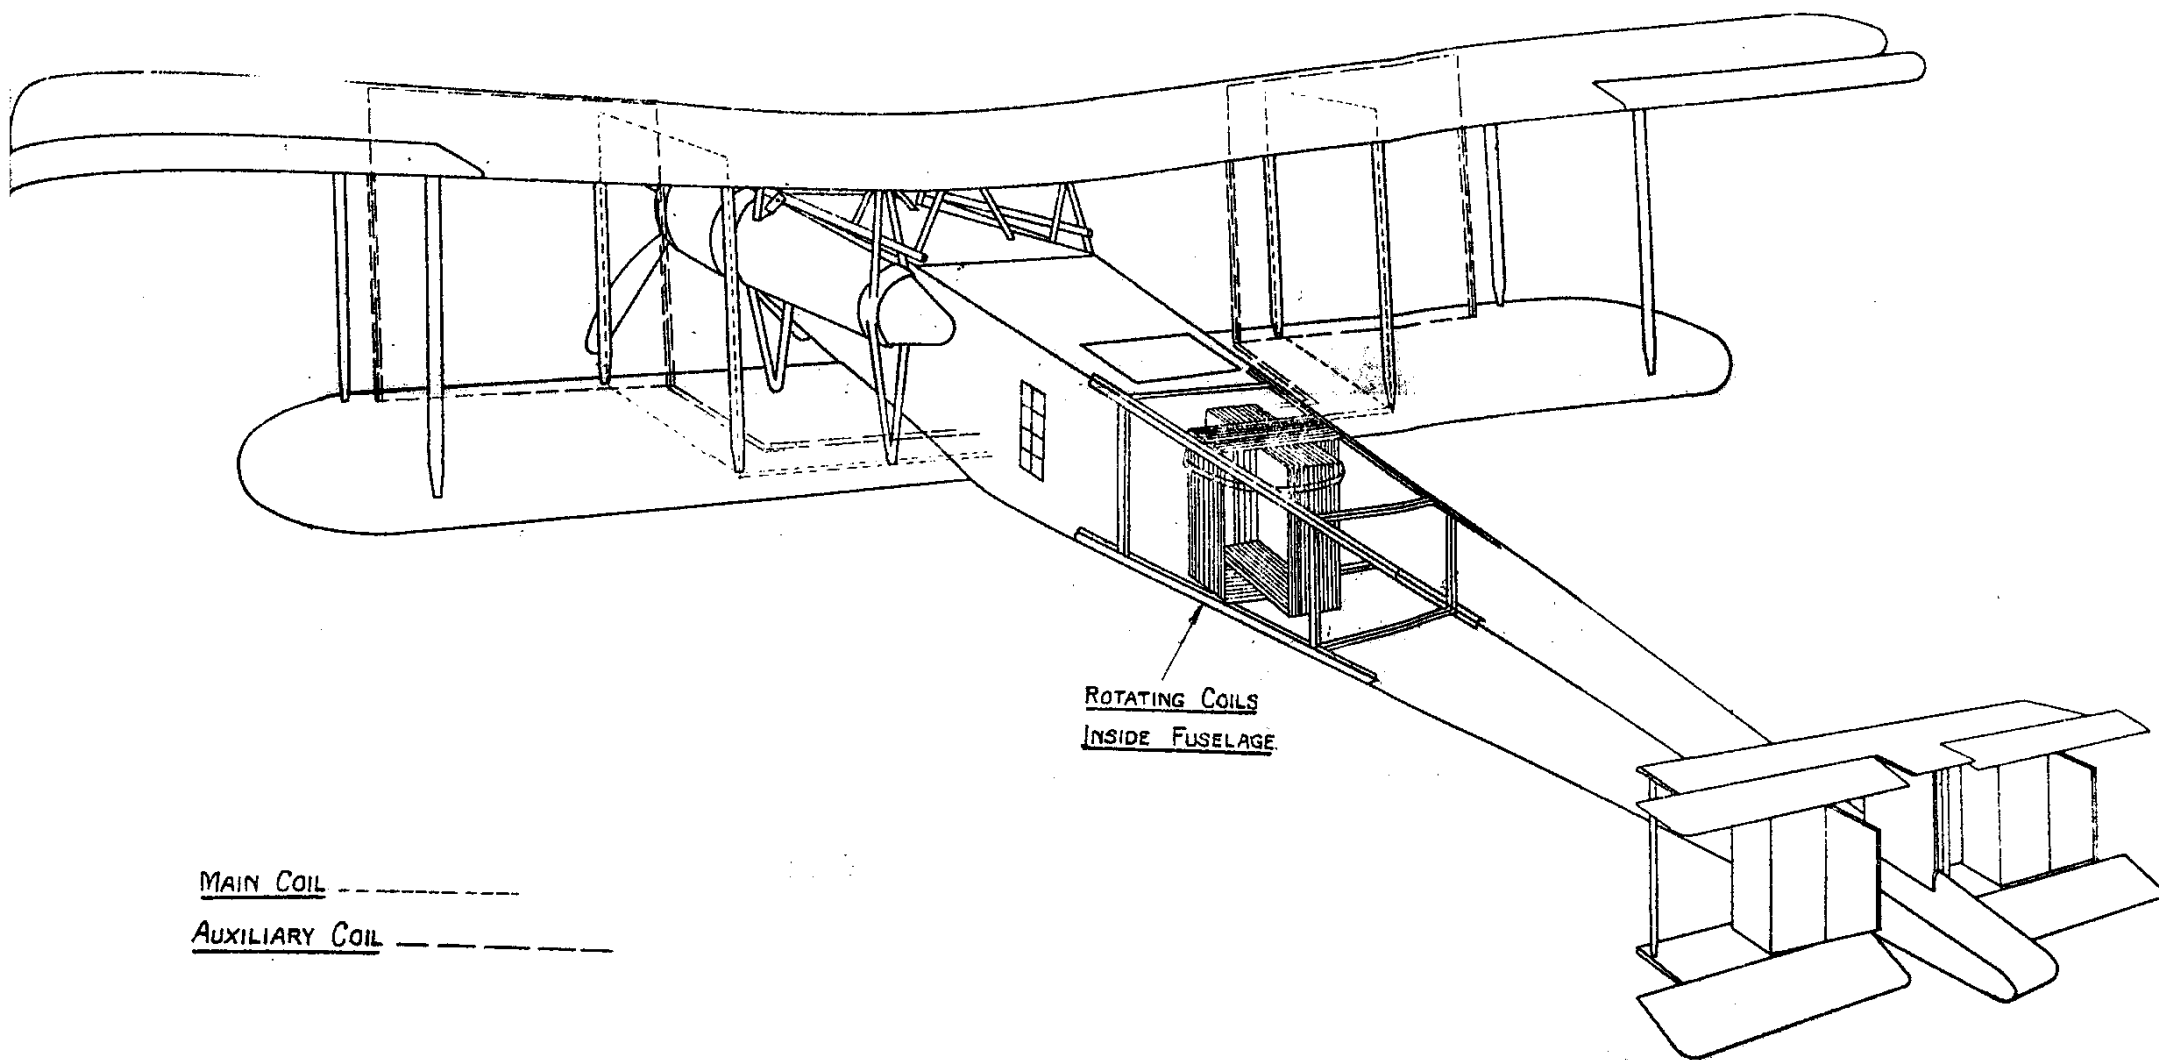 ROTATING COILS
INSIDE FUSELAGE.
MAIN COIL
AUXILIARY COIL